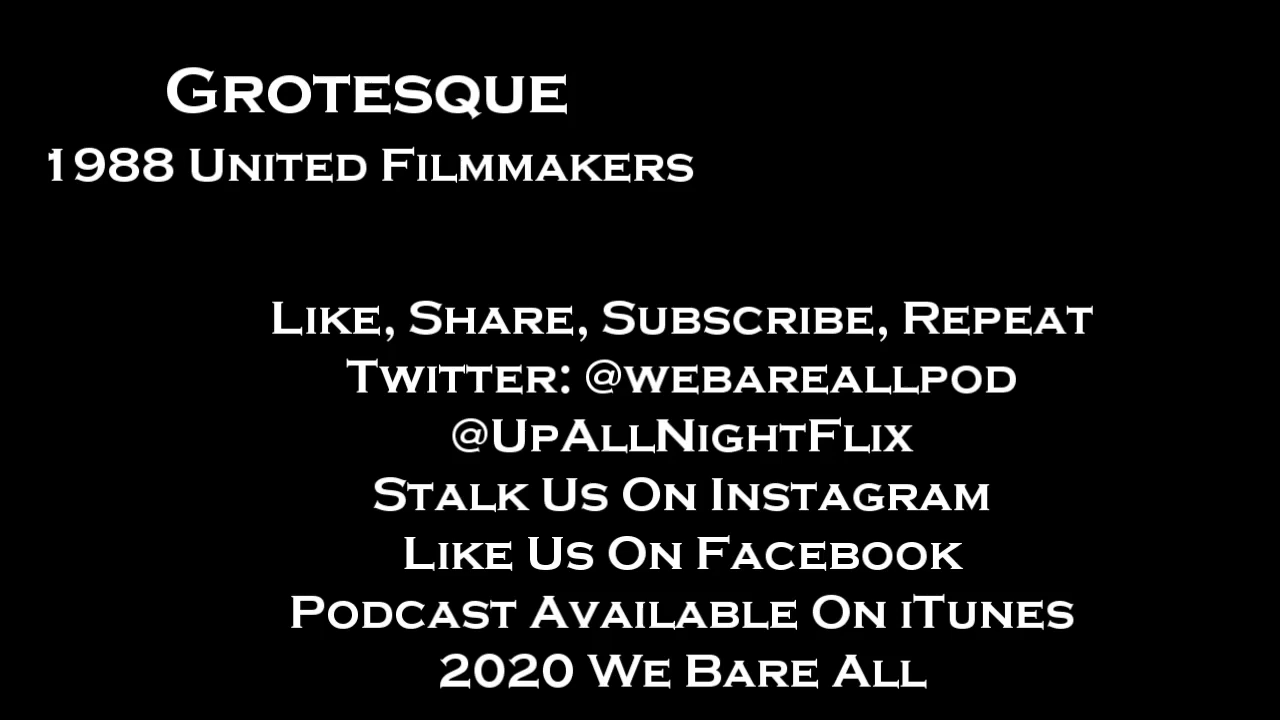 Grotesque
1988 United Filmmakers
Like, Share, Subscribe, Repeat
Twitter: @webareallpod
@UpAllNightFlix
Stalk Us On Instagram
Like Us On Facebook
Podcast Available On iTunes
2020 We Bare All